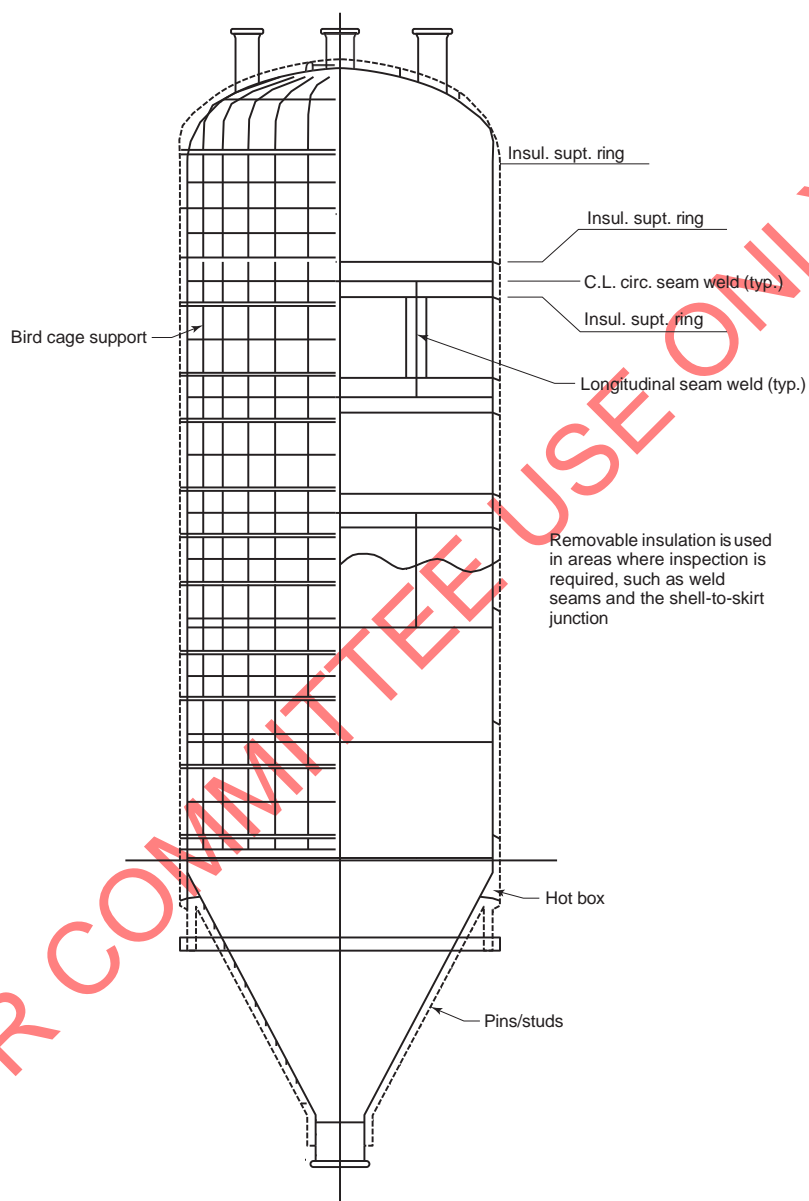 Insul. supt. ring
Insul. supt. ring
C.L. circ. seam weld (typ.)
Insul. supt. ring
Bird cage support
Longitudinal seam weld (typ.)
Removable insulation is used
in areas where inspection is
required, such as weld
seams and the shell-to-skirt
junction
Hot box
Pins/studs
R COMMITTEE USE ONLY